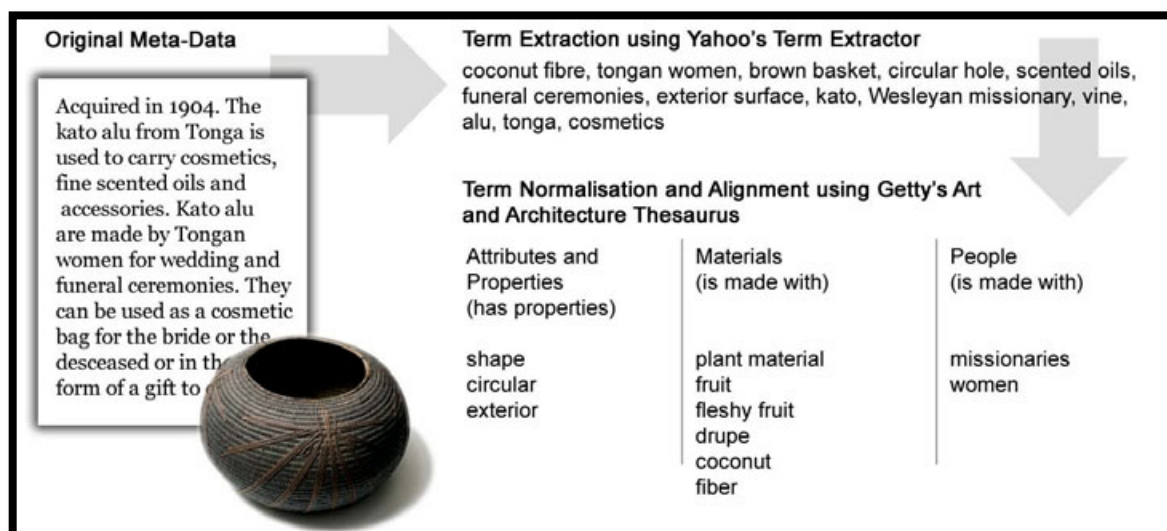 Original Meta-Data
Acquired in 1904. The
kato alu from Tonga is
used to carry cosmetics,
fine scented oils and
accessories. Kato alu
are made by Tongan
women for wedding and
funeral ceremonies. They
can be used as a cosmetic
bag for the bride or the
desceased or in the
form of a gift to
Term Extraction using Yahoo's Term Extractor
coconut fibre, tongan women, brown basket, circular hole, scented oils,
funeral ceremonies, exterior surface, kato, Wesleyan missionary, vine,
alu, tonga, cosmetics
Term Normalisation and Alignment using Getty's Art
and Architecture Thesaurus
Attributes and
Properties
(has properties)
shape
circular
exterior
Materials
(is made with)
plant material
fruit
fleshy fruit
drupe
coconut
fiber
People
(is made with)
missionaries
women